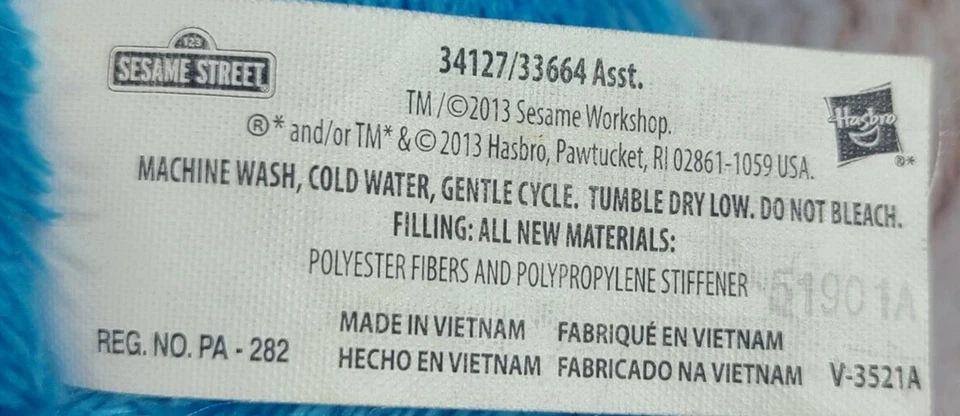 123
SESAME STREET
34127/33664 Asst.
TM/©2013 Sesame Workshop.
®* and/or TM* & © 2013 Hasbro, Pawtucket, RI 02861-1059 USA.
Hasbro
®*
MACHINE WASH, COLD WATER, GENTLE CYCLE. TUMBLE DRY LOW. DO NOT BLEACH.
FILLING: ALL NEW MATERIALS:
POLYESTER FIBERS AND POLYPROPYLENE STIFFENER
51901A
MADE IN VIETNAM FABRIQUÉ EN VIETNAM
REG. NO. PA - 282
HECHO EN VIETNAM FABRICADO NA VIETNAM V-3521A